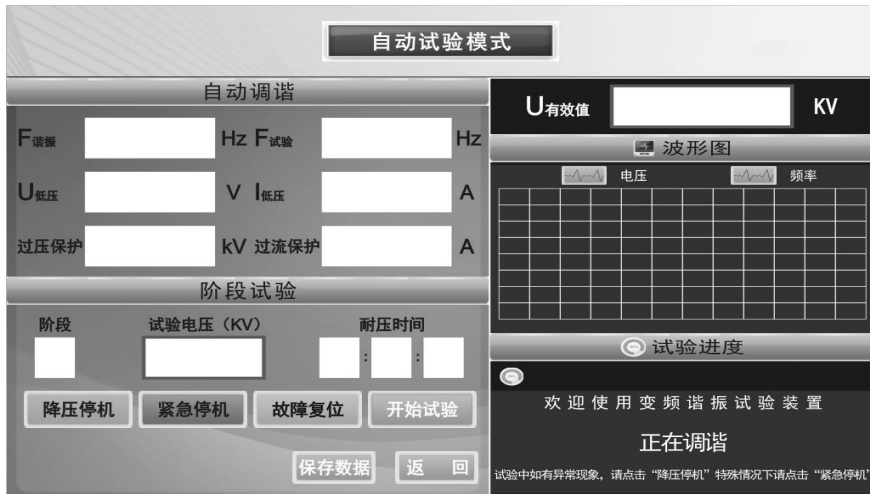 自动试验模式
自动调谐
F谐振 Hz F试验 Hz
U低压 V I低压 A
过压保护 kV 过流保护 A
阶段试验
阶段 试验电压（KV） 耐压时间
: :
降压停机 紧急停机 故障复位 开始试验
保存数据 返 回
U有效值 KV
波形图
电压 频率
试验进度
欢迎使用变频谐振试验装置
正在调谐
试验中如有异常现象，请点击“降压停机”特殊情况下请点击“紧急停机”